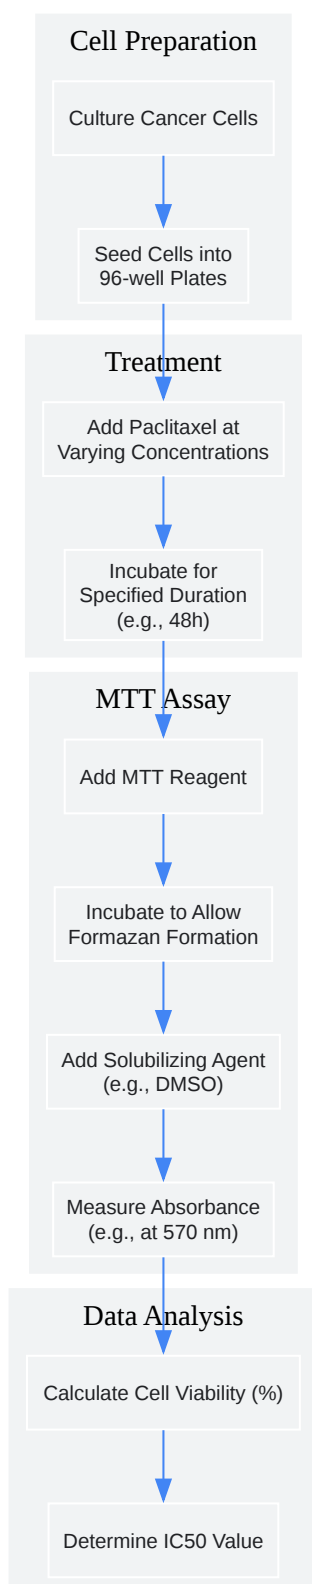 Cell Preparation
Culture Cancer Cells
Seed Cells into
96-well Plates
Treatment
Add Paclitaxel at
Varying Concentrations
Incubate for
Specified Duration
(e.g., 48h)
MTT Assay
Add MTT Reagent
Incubate to Allow
Formazan Formation
Add Solubilizing Agent
(e.g., DMSO)
Measure Absorbance
(e.g., at 570 nm)
Data Analysis
Calculate Cell Viability (%)
Determine IC50 Value